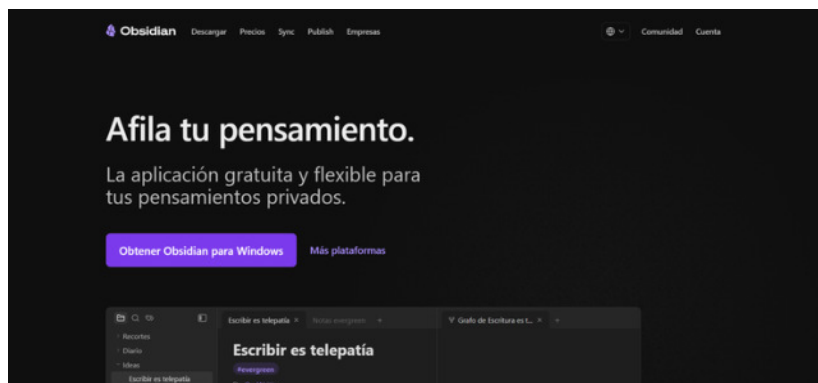 Obsidian Descargar Precios Sync Publish Empresas Comunidad Cuenta
Afila tu pensamiento.
La aplicación gratuita y flexible para
tus pensamientos privados.
Obtener Obsidian para Windows Más plataformas
Escribir es telepatía Notas evergreen Grafo de Escritura es t...
Recortes
Diario
Escribir es telepatía
Ideas
#evergreen
Escribir es telepatía